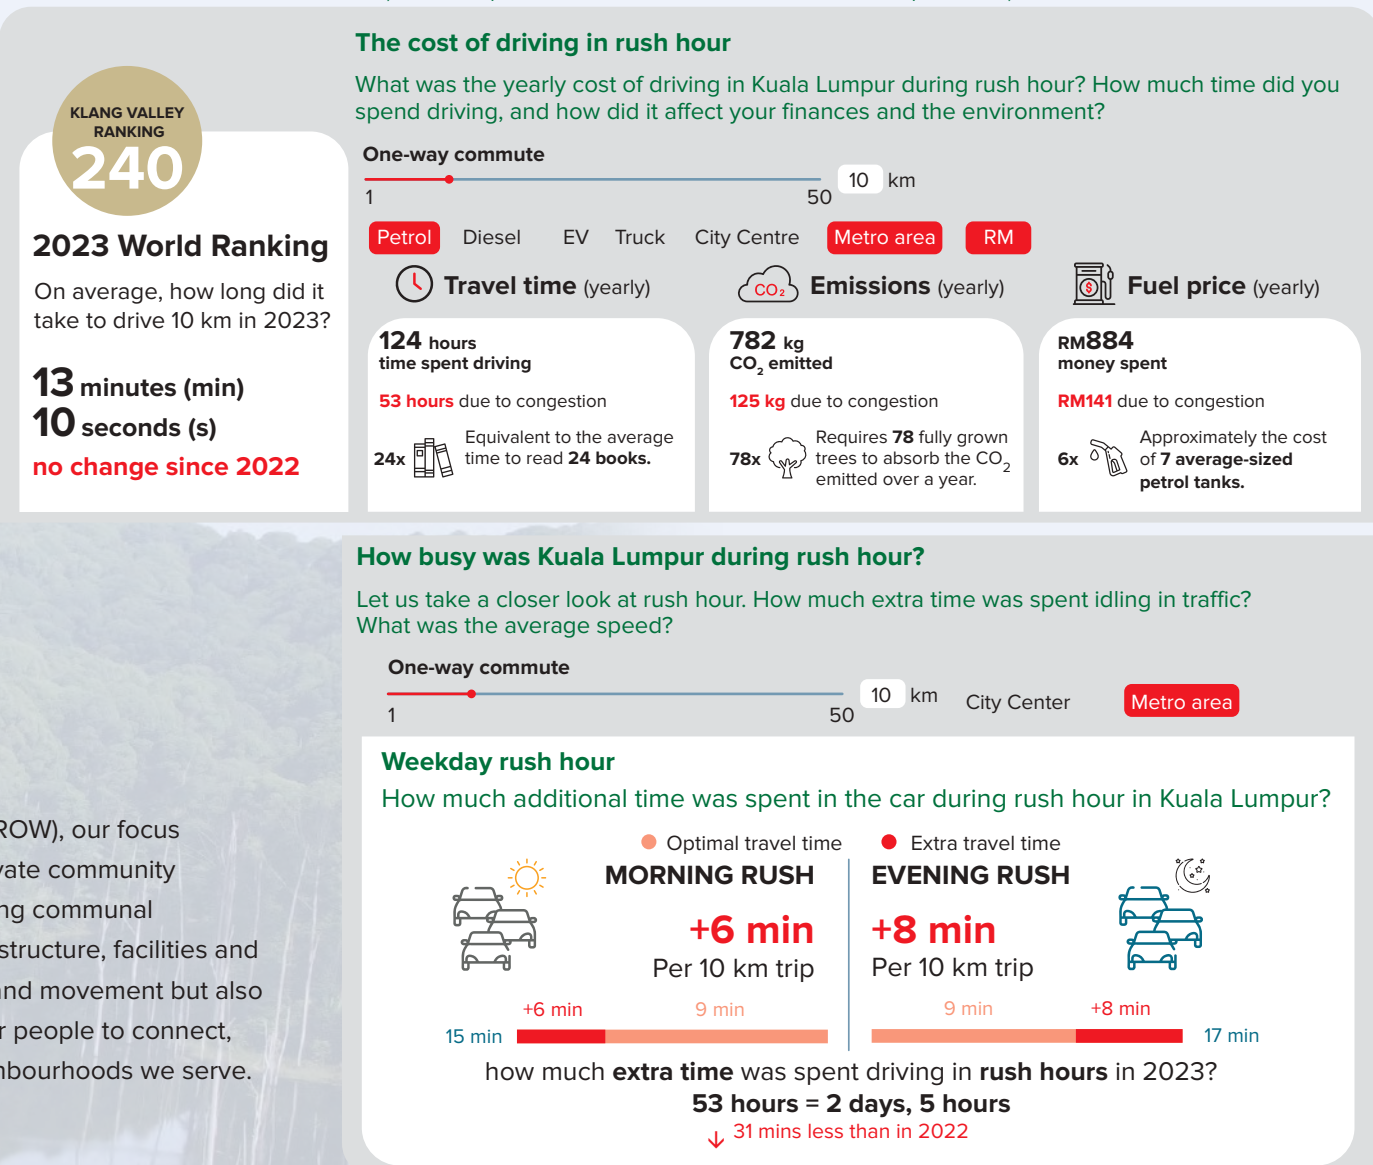 The cost of driving in rush hour
What was the yearly cost of driving in Kuala Lumpur during rush hour? How much time did you
spend driving, and how did it affect your finances and the environment?
KLANG VALLEY
RANKING
240
2023 World Ranking
On average, how long did it
take to drive 10 km in 2023?
13 minutes (min)
10 seconds (s)
no change since 2022
One-way commute
1
50
10 km
Petrol Diesel EV Truck City Centre Metro area RM
Travel time (yearly)
124 hours
time spent driving
53 hours due to congestion
24x
Equivalent to the average
time to read 24 books.
CO2
Emissions (yearly)
782 kg
CO2 emitted
125 kg due to congestion
78x
Requires 78 fully grown
trees to absorb the CO2
emitted over a year.
$
Fuel price (yearly)
RM884
money spent
RM141 due to congestion
6x
Approximately the cost
of 7 average-sized
petrol tanks.
How busy was Kuala Lumpur during rush hour?
Let us take a closer look at rush hour. How much extra time was spent idling in traffic?
What was the average speed?
One-way commute
1
50
10 km
City Center
Metro area
Weekday rush hour
How much additional time was spent in the car during rush hour in Kuala Lumpur?
Optimal travel time
Extra travel time
MORNING RUSH
+6 min
Per 10 km trip
+6 min
9 min
15 min
EVENING RUSH
+8 min
Per 10 km trip
9 min
+8 min
17 min
how much extra time was spent driving in rush hours in 2023?
53 hours = 2 days, 5 hours
31 mins less than in 2022
ROW), our focus
vate community
ng communal
structure, facilities and
and movement but also
r people to connect,
nbourhoods we serve.